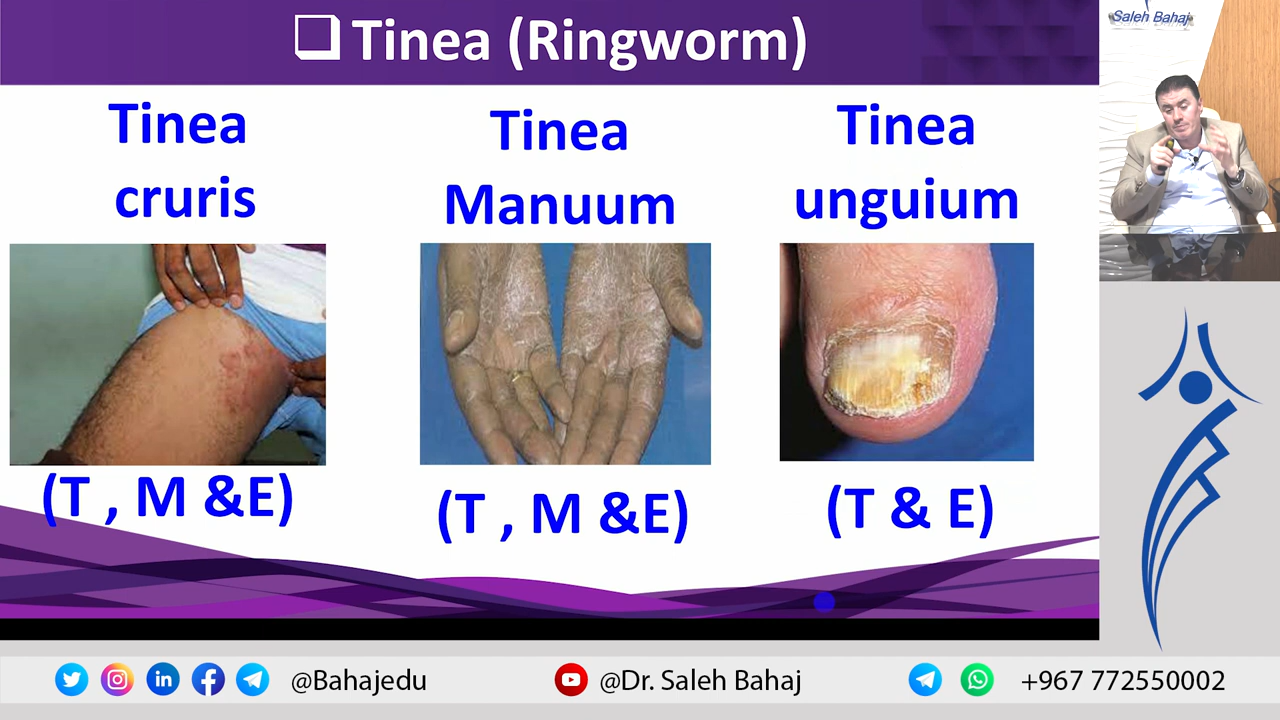 ❑ Tinea (Ringworm)
Saleh Bahaj
Tinea
cruris
Tinea
Manuum
Tinea
unguium
(T , M &E)
(T , M &E)
(T & E)
@Bahajedu
@Dr. Saleh Bahaj
+967 772550002